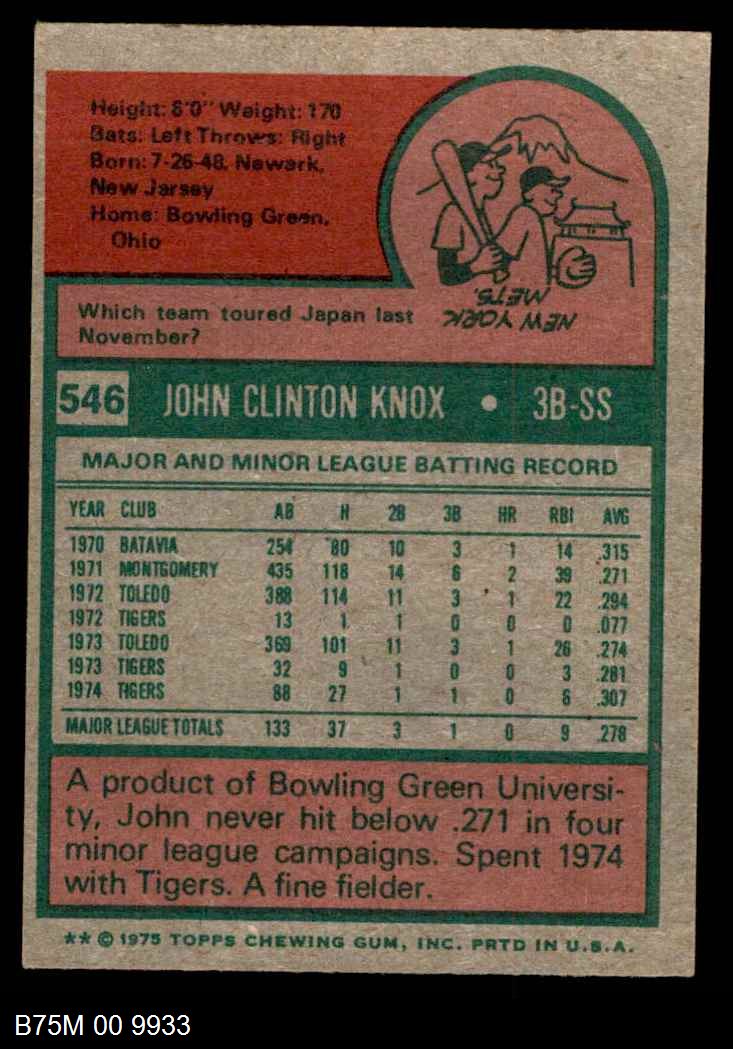 Height: 6'0" Weight: 170
Bats: Left Throws: Right
Born: 7-26-48, Newark,
New Jersey
Home: Bowling Green,
Ohio
Which team toured Japan last
November?
NEW YORK
METS.
546 JOHN CLINTON KNOX • 3B-SS
MAJOR AND MINOR LEAGUE BATTING RECORD
YEAR CLUB AB H 2B 3B HR RBI AVG
1970 BATAVIA 254 80 10 3 1 14 .315
1971 MONTGOMERY 435 118 14 6 2 39 .271
1972 TOLEDO 388 114 11 3 1 22 .294
1972 TIGERS 13 1 1 0 0 0 .077
1973 TOLEDO 369 101 11 3 1 26 .274
1973 TIGERS 32 9 1 0 0 3 .281
1974 TIGERS 88 27 1 1 0 6 .307
MAJOR LEAGUE TOTALS 133 37 3 1 0 9 .278
A product of Bowling Green Universi-
ty, John never hit below .271 in four
minor league campaigns. Spent 1974
with Tigers. A fine fielder.
** © 1975 TOPPS CHEWING GUM, INC. PRTD IN U.S.A.
B75M 00 9933